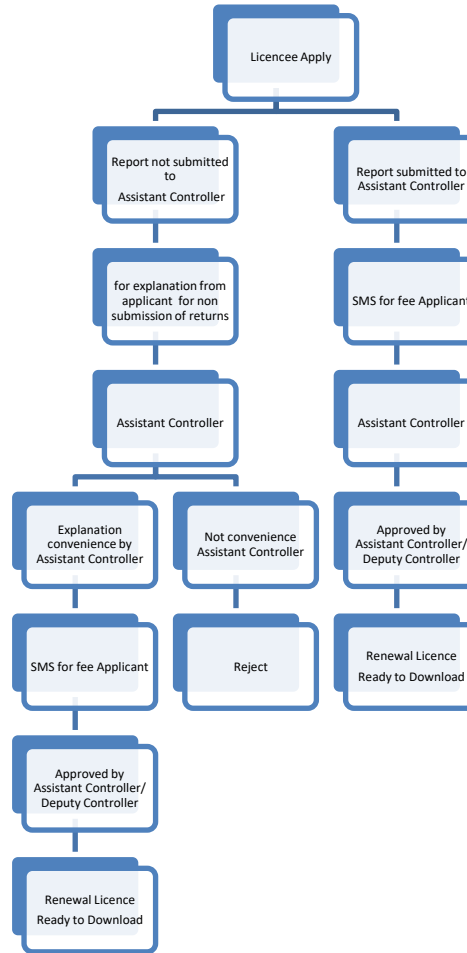 Licencee Apply
Report not submitted
to
Assistant Controller
Report submitted to
Assistant Controller
for explanation from
applicant for non
submission of returns
SMS for fee Applicant
Assistant Controller
Assistant Controller
Explanation
convenience by
Assistant Controller
Not convenience
Assistant Controller
Approved by
Assistant Controller/
Deputy Controller
SMS for fee Applicant
Reject
Renewal Licence
Ready to Download
Approved by
Assistant Controller/
Deputy Controller
Renewal Licence
Ready to Download